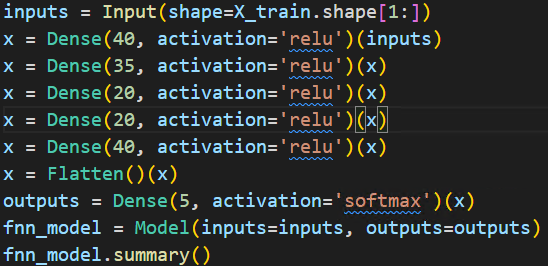 inputs = Input(shape=X_train.shape[1:])
x = Dense(40, activation='relu')(inputs)
x = Dense(35, activation='relu')(x)
x = Dense(20, activation='relu')(x)
x = Dense(20, activation='relu')(x)
x = Dense(40, activation='relu')(x)
x = Flatten()(x)
outputs = Dense(5, activation='softmax')(x)
fnn_model = Model(inputs=inputs, outputs=outputs)
fnn_model.summary()